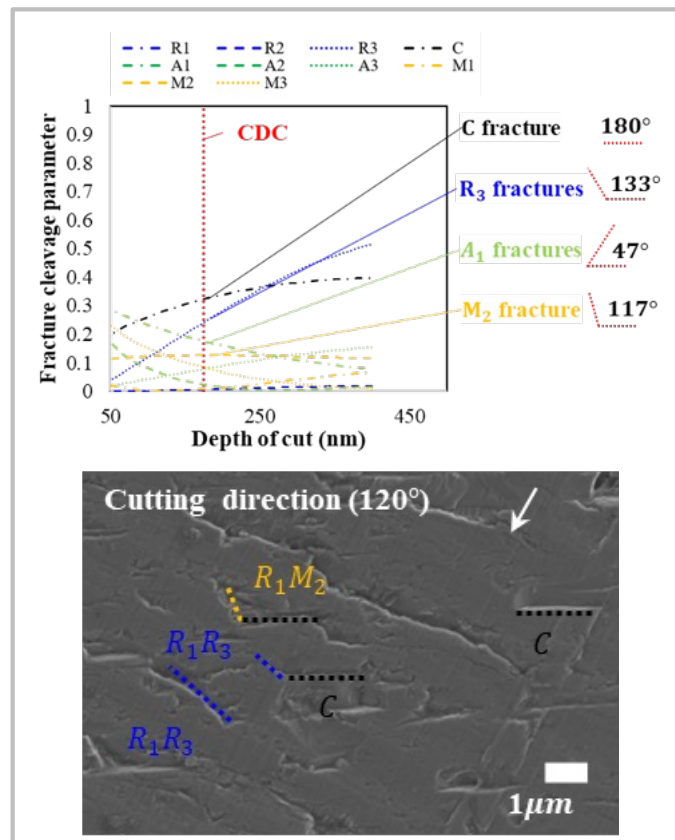 R1 R2 R3 C
A1 A2 A3 M1
M2 M3
1
0.9
0.8
0.7
0.6
0.5
0.4
0.3
0.2
0.1
0
Fracture cleavage parameter
CDC
50 250 450
Depth of cut (nm)
C fracture 180°
R₃ fractures 133°
A₁ fractures 47°
M₂ fracture 117°
Cutting direction (120°)
R₁M₂
R₁R₃
C
C
R₁R₃
1μm